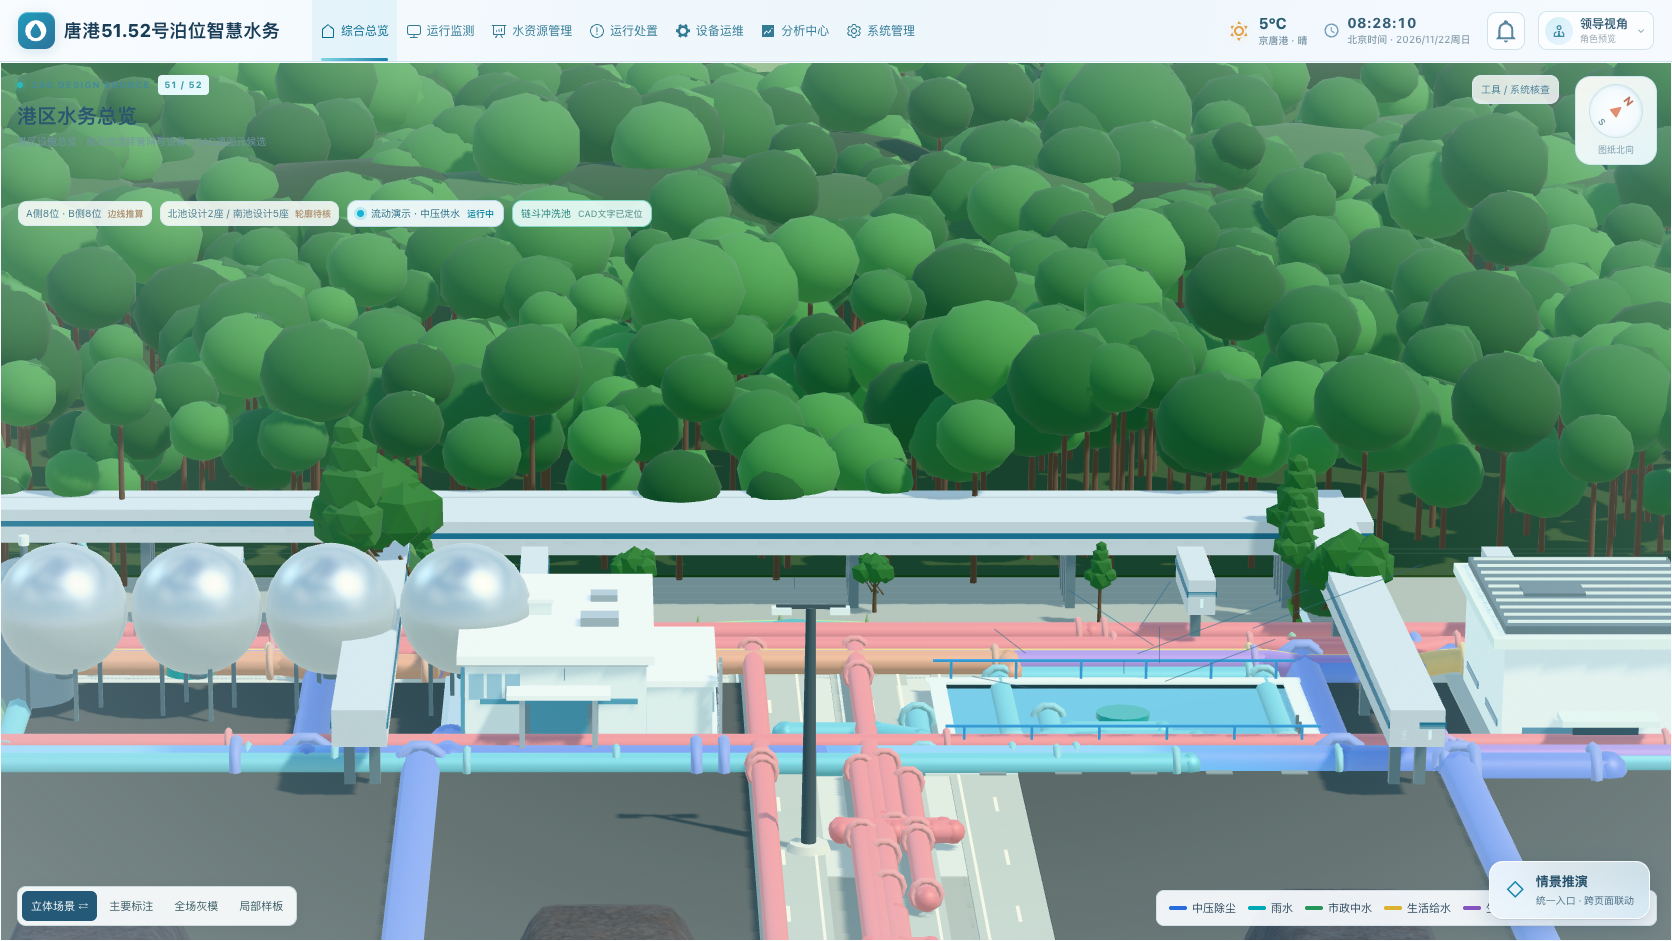 唐港51.52号泊位智慧水务
综合总览
运行监测
水资源管理
运行处置
设备运维
分析中心
系统管理
5°C
京唐港 · 晴
08:28:10
北京时间 · 2026/11/22周日
领导视角
角色预览
51 / 52
港区水务总览
工具 / 系统核查
N
S
图纸北向
A侧8位 · B侧8位 边线推算
北池设计2座 / 南池设计5座 轮廓待核
流动演示 · 中压供水 运行中
链斗冲洗池 CAD文字已定位
立体场景
主要标注
全场灰模
局部样板
中压除尘
雨水
市政中水
生活给水
情景推演
统一入口 · 跨页面联动